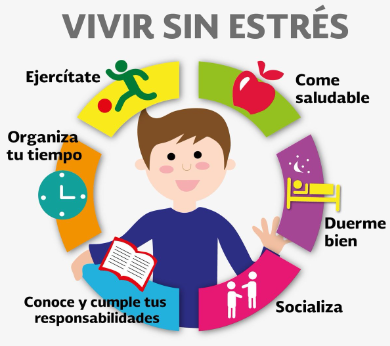 VIVIR SIN ESTRÉS
Ejercítate
Come
saludable
Organiza
tu tiempo
Duerme
bien
Conoce y cumple tus
responsabilidades
Socializa